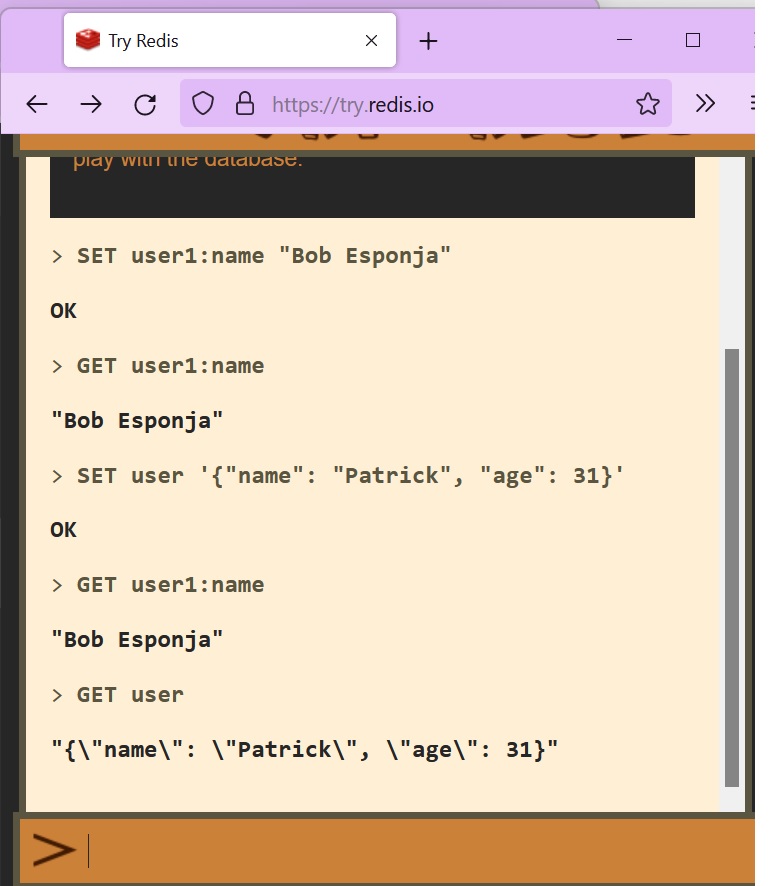 Try Redis
https://try.redis.io
play with the database.
> SET user1:name "Bob Esponja"
OK
> GET user1:name
"Bob Esponja"
> SET user '{"name": "Patrick", "age": 31}'
OK
> GET user1:name
"Bob Esponja"
> GET user
"{\"name\": \"Patrick\", \"age\": 31}"
>